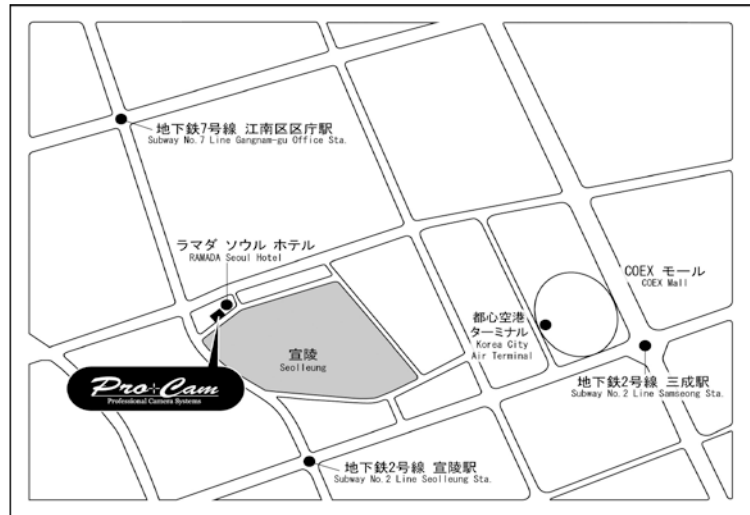 地下鉄7号線 江南区区庁駅
Subway No.7 Line Gangnam-gu Office Sta.
ラマダ ソウル ホテル
RAMADA Seoul Hotel
COEX モール
COEX Mall
都心空港
ターミナル
Korea City
Air Terminal
宣陵
Seolleung
Pro Cam
Professional Camera Systems
地下鉄2号線 三成駅
Subway No.2 Line Samseong Sta.
地下鉄2号線 宣陵駅
Subway No.2 Line Seolleung Sta.